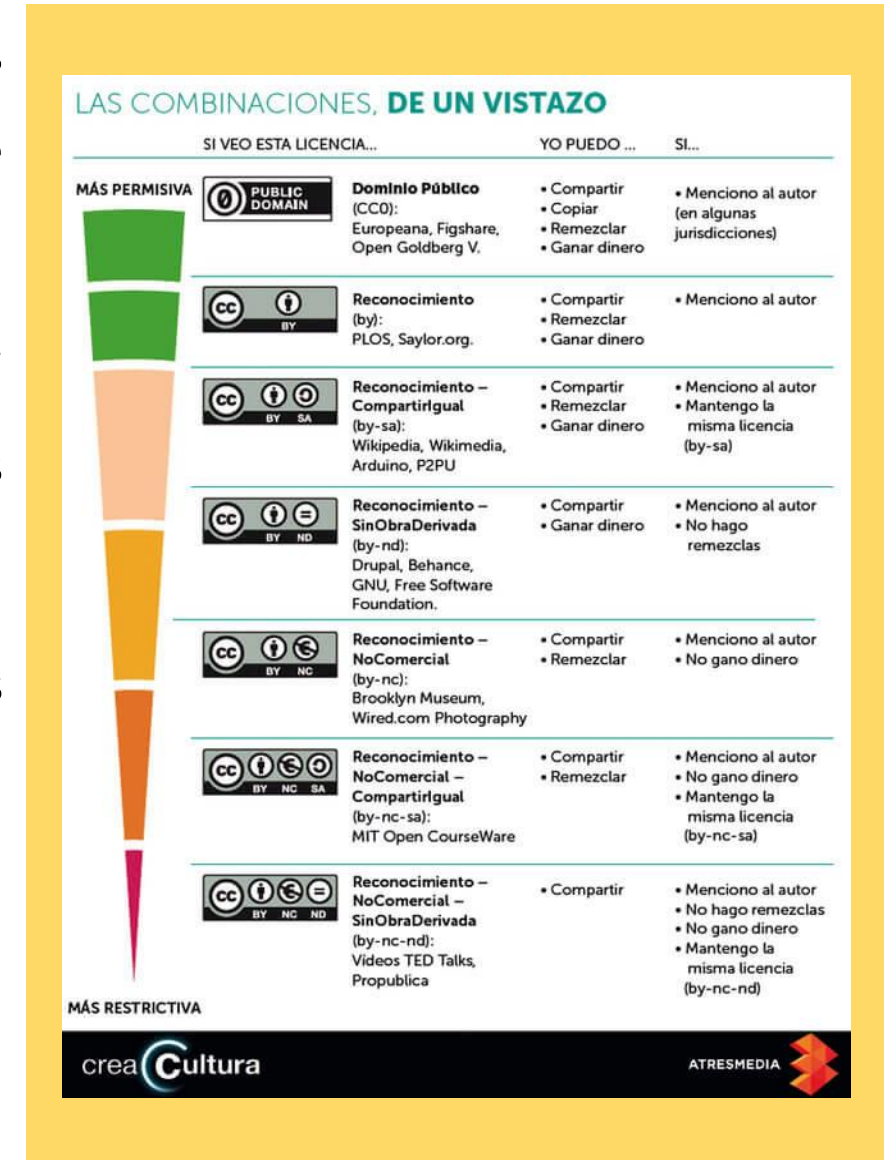 LAS COMBINACIONES, DE UN VISTAZO
SI VEO ESTA LICENCIA...
YO PUEDO ...
SI...
MÁS PERMISIVA
PUBLIC
DOMAIN
Dominio Público
(CC0):
Europeana, Figshare,
Open Goldberg V.
• Compartir
• Copiar
• Remezclar
• Ganar dinero
• Menciono al autor
(en algunas
jurisdicciones)
cc
BY
Reconocimiento
(by):
PLOS, Saylor.org.
• Compartir
• Remezclar
• Ganar dinero
• Menciono al autor
cc
BY SA
Reconocimiento –
CompartirIgual
(by-sa):
Wikipedia, Wikimedia,
Arduino, P2PU
• Compartir
• Remezclar
• Ganar dinero
• Menciono al autor
• Mantengo la
misma licencia
(by-sa)
cc
BY ND
Reconocimiento –
SinObraDerivada
(by-nd):
Drupal, Behance,
GNU, Free Software
Foundation.
• Compartir
• Ganar dinero
• Menciono al autor
• No hago
remezclas
cc
BY NC
Reconocimiento –
NoComercial
(by-nc):
Brooklyn Museum,
Wired.com Photography
• Compartir
• Remezclar
• Menciono al autor
• No gano dinero
cc
BY NC SA
Reconocimiento –
NoComercial –
CompartirIgual
(by-nc-sa):
MIT Open CourseWare
• Compartir
• Remezclar
• Menciono al autor
• No gano dinero
• Mantengo la
misma licencia
(by-nc-sa)
cc
BY NC ND
Reconocimiento –
NoComercial –
SinObraDerivada
(by-nc-nd):
Vídeos TED Talks,
Propublica
• Compartir
• Menciono al autor
• No hago remezclas
• No gano dinero
• Mantengo la
misma licencia
(by-nc-nd)
MÁS RESTRICTIVA
crea Cultura
ATRESMEDIA